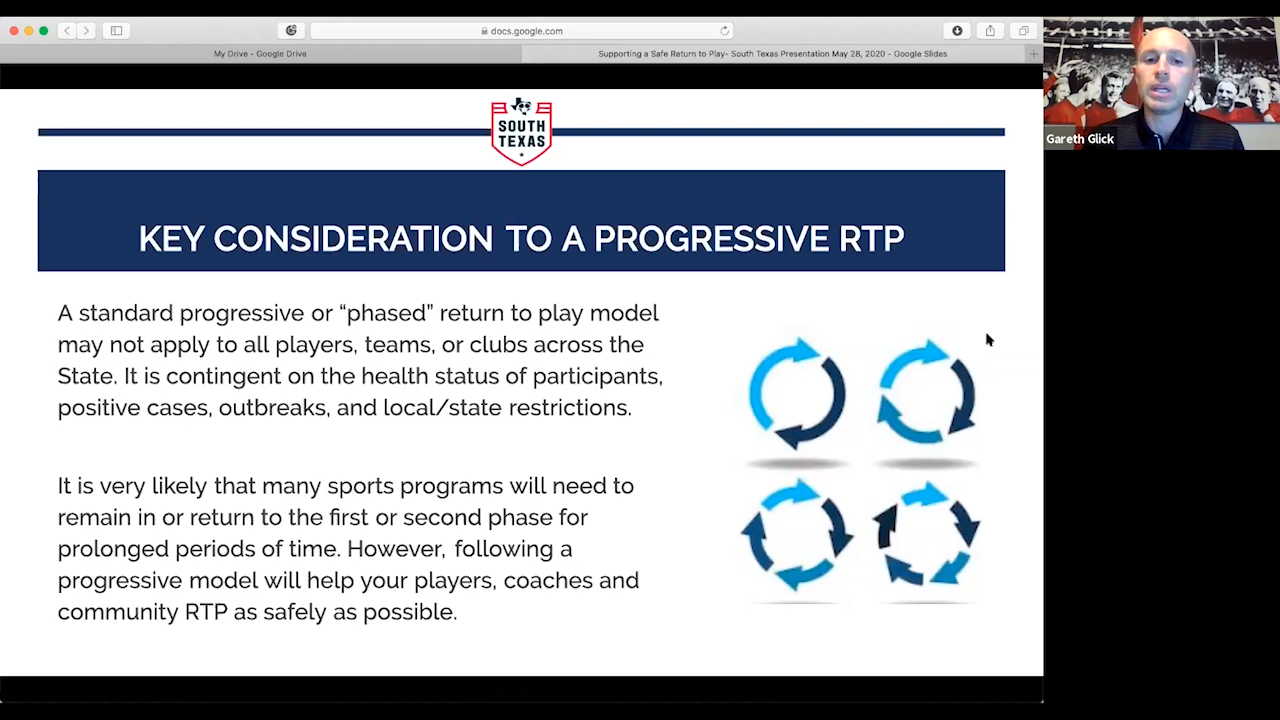 docs.google.com
My Drive - Google Drive
Supporting a Safe Return to Play- South Texas Presentation May 28, 2020 - Google Slides
Gareth Glick
SOUTH
TEXAS
KEY CONSIDERATION TO A PROGRESSIVE RTP
A standard progressive or “phased” return to play model
may not apply to all players, teams, or clubs across the
State. It is contingent on the health status of participants,
positive cases, outbreaks, and local/state restrictions.
It is very likely that many sports programs will need to
remain in or return to the first or second phase for
prolonged periods of time. However, following a
progressive model will help your players, coaches and
community RTP as safely as possible.